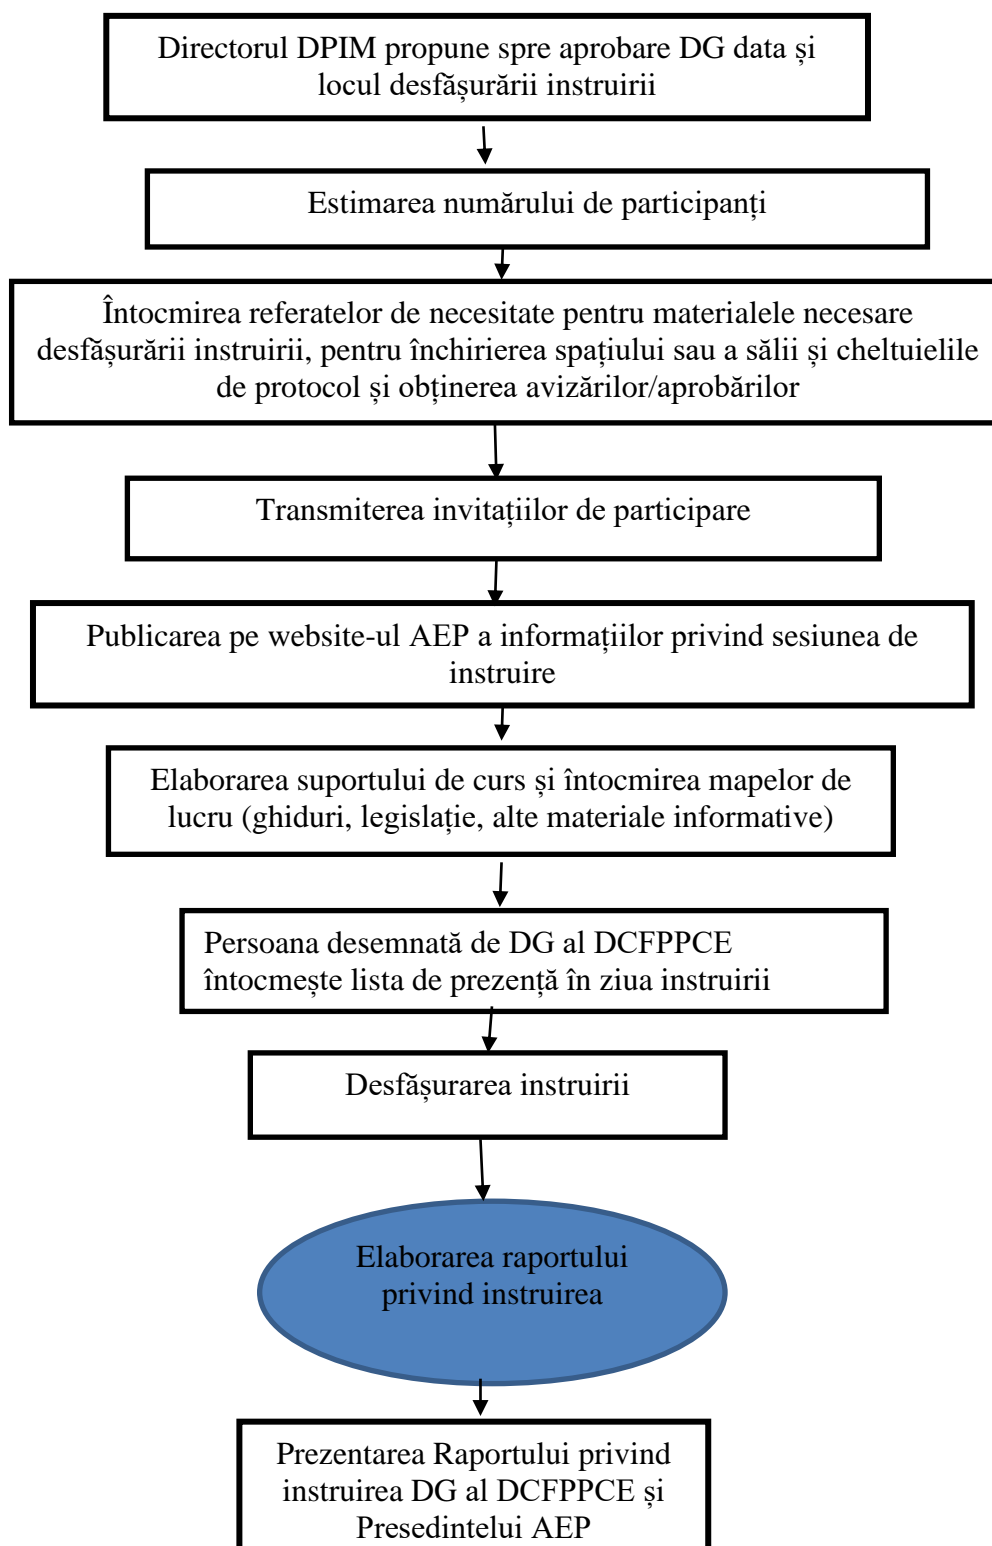 Directorul DPIM propune spre aprobare DG data și
locul desfășurării instruirii
Estimarea numărului de participanți
Întocmirea referatelor de necesitate pentru materialele necesare
desfășurării instruirii, pentru închirierea spațiului sau a sălii și cheltuielile
de protocol și obținerea avizărilor/aprobărilor
Transmiterea invitațiilor de participare
Publicarea pe website-ul AEP a informațiilor privind sesiunea de
instruire
Elaborarea suportului de curs și întocmirea mapelor de
lucru (ghiduri, legislație, alte materiale informative)
Persoana desemnată de DG al DCFPPCE
întocmește lista de prezență în ziua instruirii
Desfășurarea instruirii
Elaborarea raportului
privind instruirea
Prezentarea Raportului privind
instruirea DG al DCFPPCE și
Presedintelui AEP